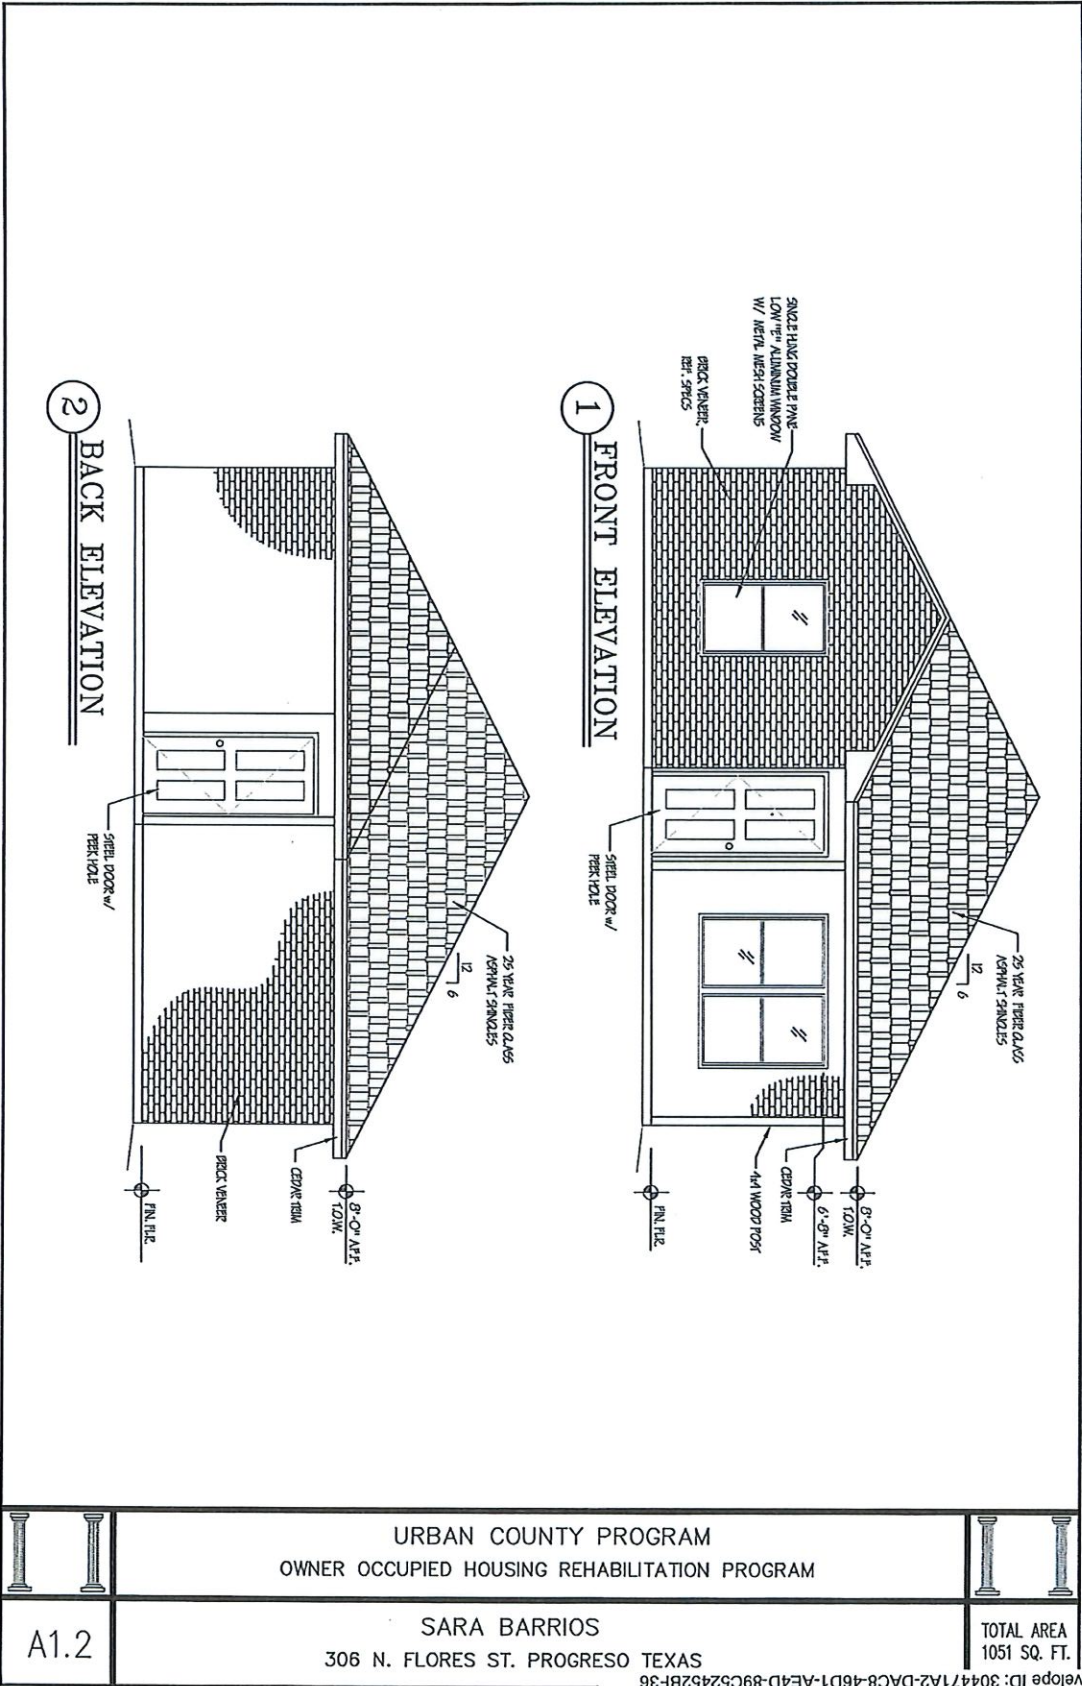 SINGLE HUNG DOUBLE PANE
LOW "E" ALUMINUM WINDOW
W/ METAL MESH SCREENS
BRICK VENEER,
REF. SPECS
1
FRONT ELEVATION
STEEL DOOR w/
PEEK HOLE
25 YEAR FIBER GLASS
ASPHALT SHINGLES
12
6
8'-0" A.F.F.
T.O.W.
6'-8" A.F.F.
CEDAR TRIM
4x4 WOOD POST
FIN. FLR.
2
BACK ELEVATION
STEEL DOOR w/
PEEK HOLE
25 YEAR FIBER GLASS
ASPHALT SHINGLES
12
6
8'-0" A.F.F.
T.O.W.
CEDAR TRIM
BRICK VENEER
FIN. FLR.
URBAN COUNTY PROGRAM
OWNER OCCUPIED HOUSING REHABILITATION PROGRAM
A1.2
SARA BARRIOS
306 N. FLORES ST. PROGRESO TEXAS
TOTAL AREA
1051 SQ. FT.
velope ID: 304471A2-DAC8-46D1-AE4D-89C52452BF36